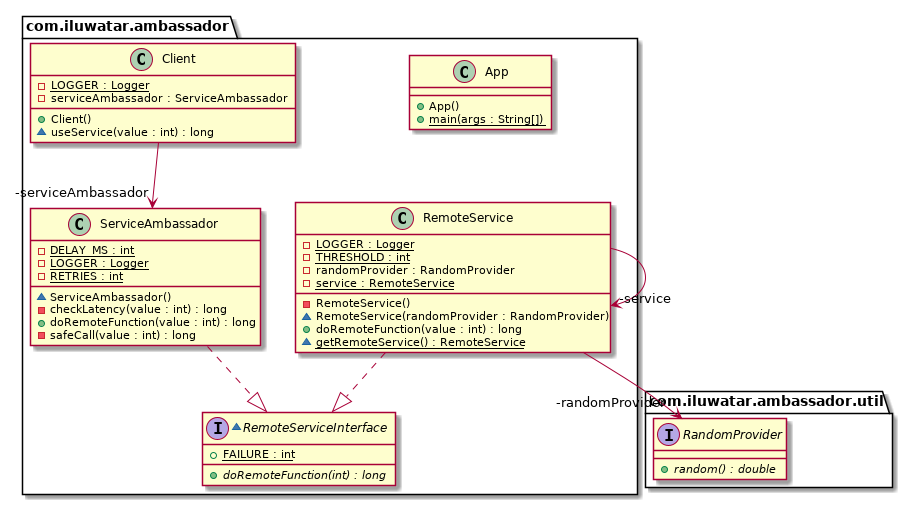 com.iluwatar.ambassador
C Client
LOGGER : Logger
serviceAmbassador : ServiceAmbassador
Client()
useService(value : int) : long
C App
App()
main(args : String[])
-serviceAmbassador
C ServiceAmbassador
DELAY_MS : int
LOGGER : Logger
RETRIES : int
ServiceAmbassador()
checkLatency(value : int) : long
doRemoteFunction(value : int) : long
safeCall(value : int) : long
C RemoteService
LOGGER : Logger
THRESHOLD : int
randomProvider : RandomProvider
service : RemoteService
RemoteService()
RemoteService(randomProvider : RandomProvider)
doRemoteFunction(value : int) : long
getRemoteService() : RemoteService
-service
-randomProvider
I RemoteServiceInterface
FAILURE : int
doRemoteFunction(int) : long
com.iluwatar.ambassador.util
I RandomProvider
random() : double